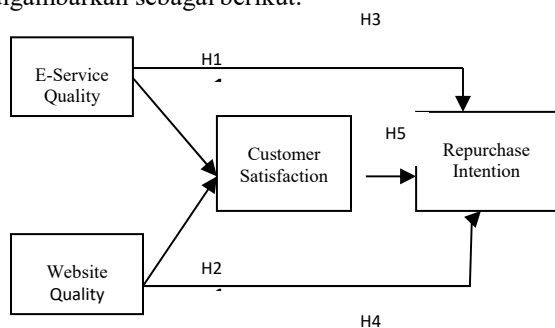 digambarkan sebagai berikut:
H3
H1
E-Service
Quality
H5
Customer
Satisfaction
Repurchase
Intention
Website
Quality
H2
H4